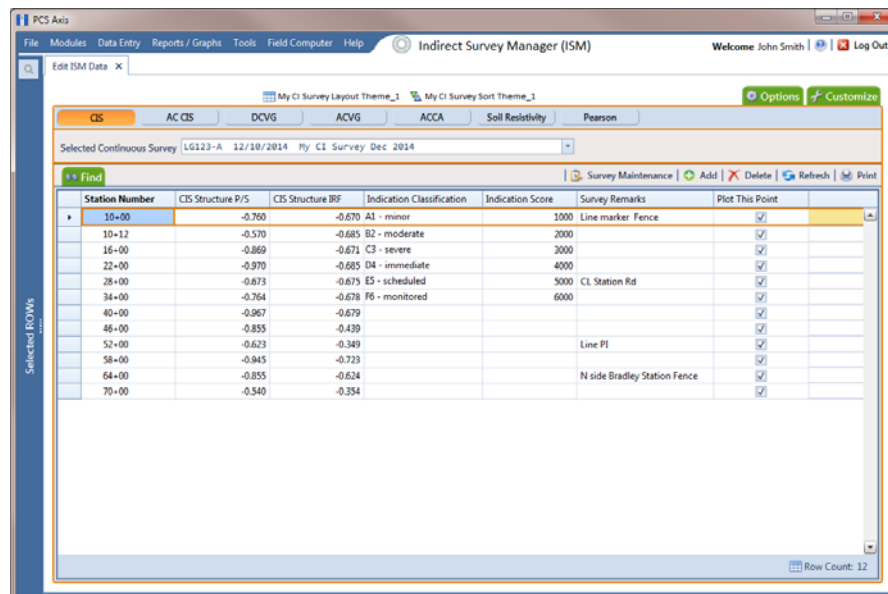 PCS Axis
File Modules Data Entry Reports / Graphs Tools Field Computer Help Indirect Survey Manager (ISM) Welcome John Smith | | Log Out
Edit ISM Data X
My CI Survey Layout Theme_1 My CI Survey Sort Theme_1 Options Customize
CIS AC CIS DCVG ACVG ACCA Soil Resistivity Pearson
Selected Continuous Survey LG123-A 12/10/2014 My CI Survey Dec 2014
Find | Survey Maintenance | Add | Delete | Refresh | Print
Station Number CIS Structure P/S CIS Structure IRF Indication Classification Indication Score Survey Remarks Plot This Point
10+00 -0.760 -0.670 A1 - minor 1000 Line marker Fence
10+12 -0.570 -0.685 B2 - moderate 2000
16+00 -0.869 -0.671 C3 - severe 3000
22+00 -0.970 -0.685 D4 - immediate 4000
28+00 -0.673 -0.675 E5 - scheduled 5000 CL Station Rd
34+00 -0.764 -0.678 F6 - monitored 6000
40+00 -0.967 -0.679
46+00 -0.855 -0.439
52+00 -0.623 -0.349 Line PI
58+00 -0.945 -0.723
64+00 -0.855 -0.624 N side Bradley Station Fence
70+00 -0.540 -0.354
Selected ROWs
Row Count: 12